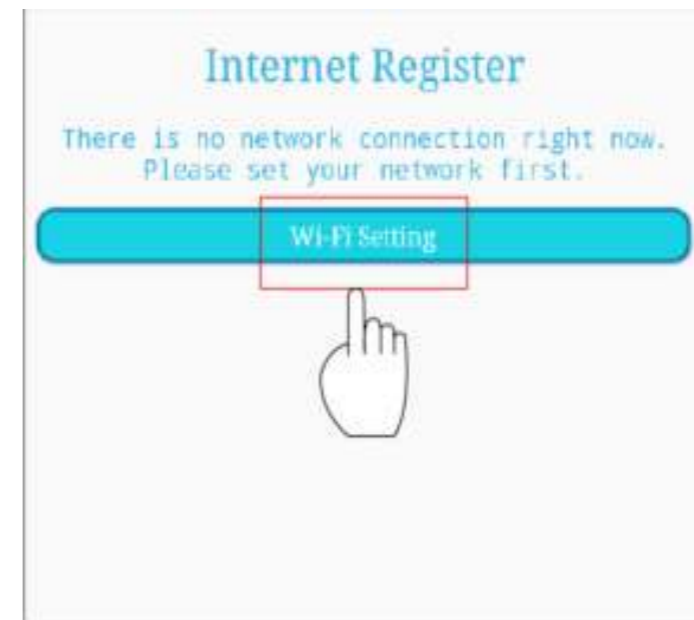 Internet Register
There is no network connection right now.
Please set your network first.
Wi-Fi Setting